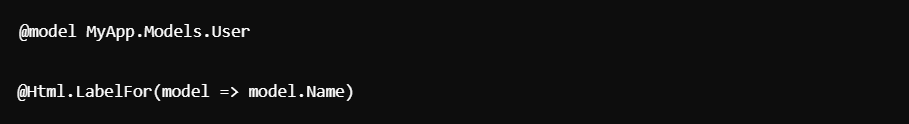 @model MyApp.Models.User
@Html.LabelFor(model => model.Name)